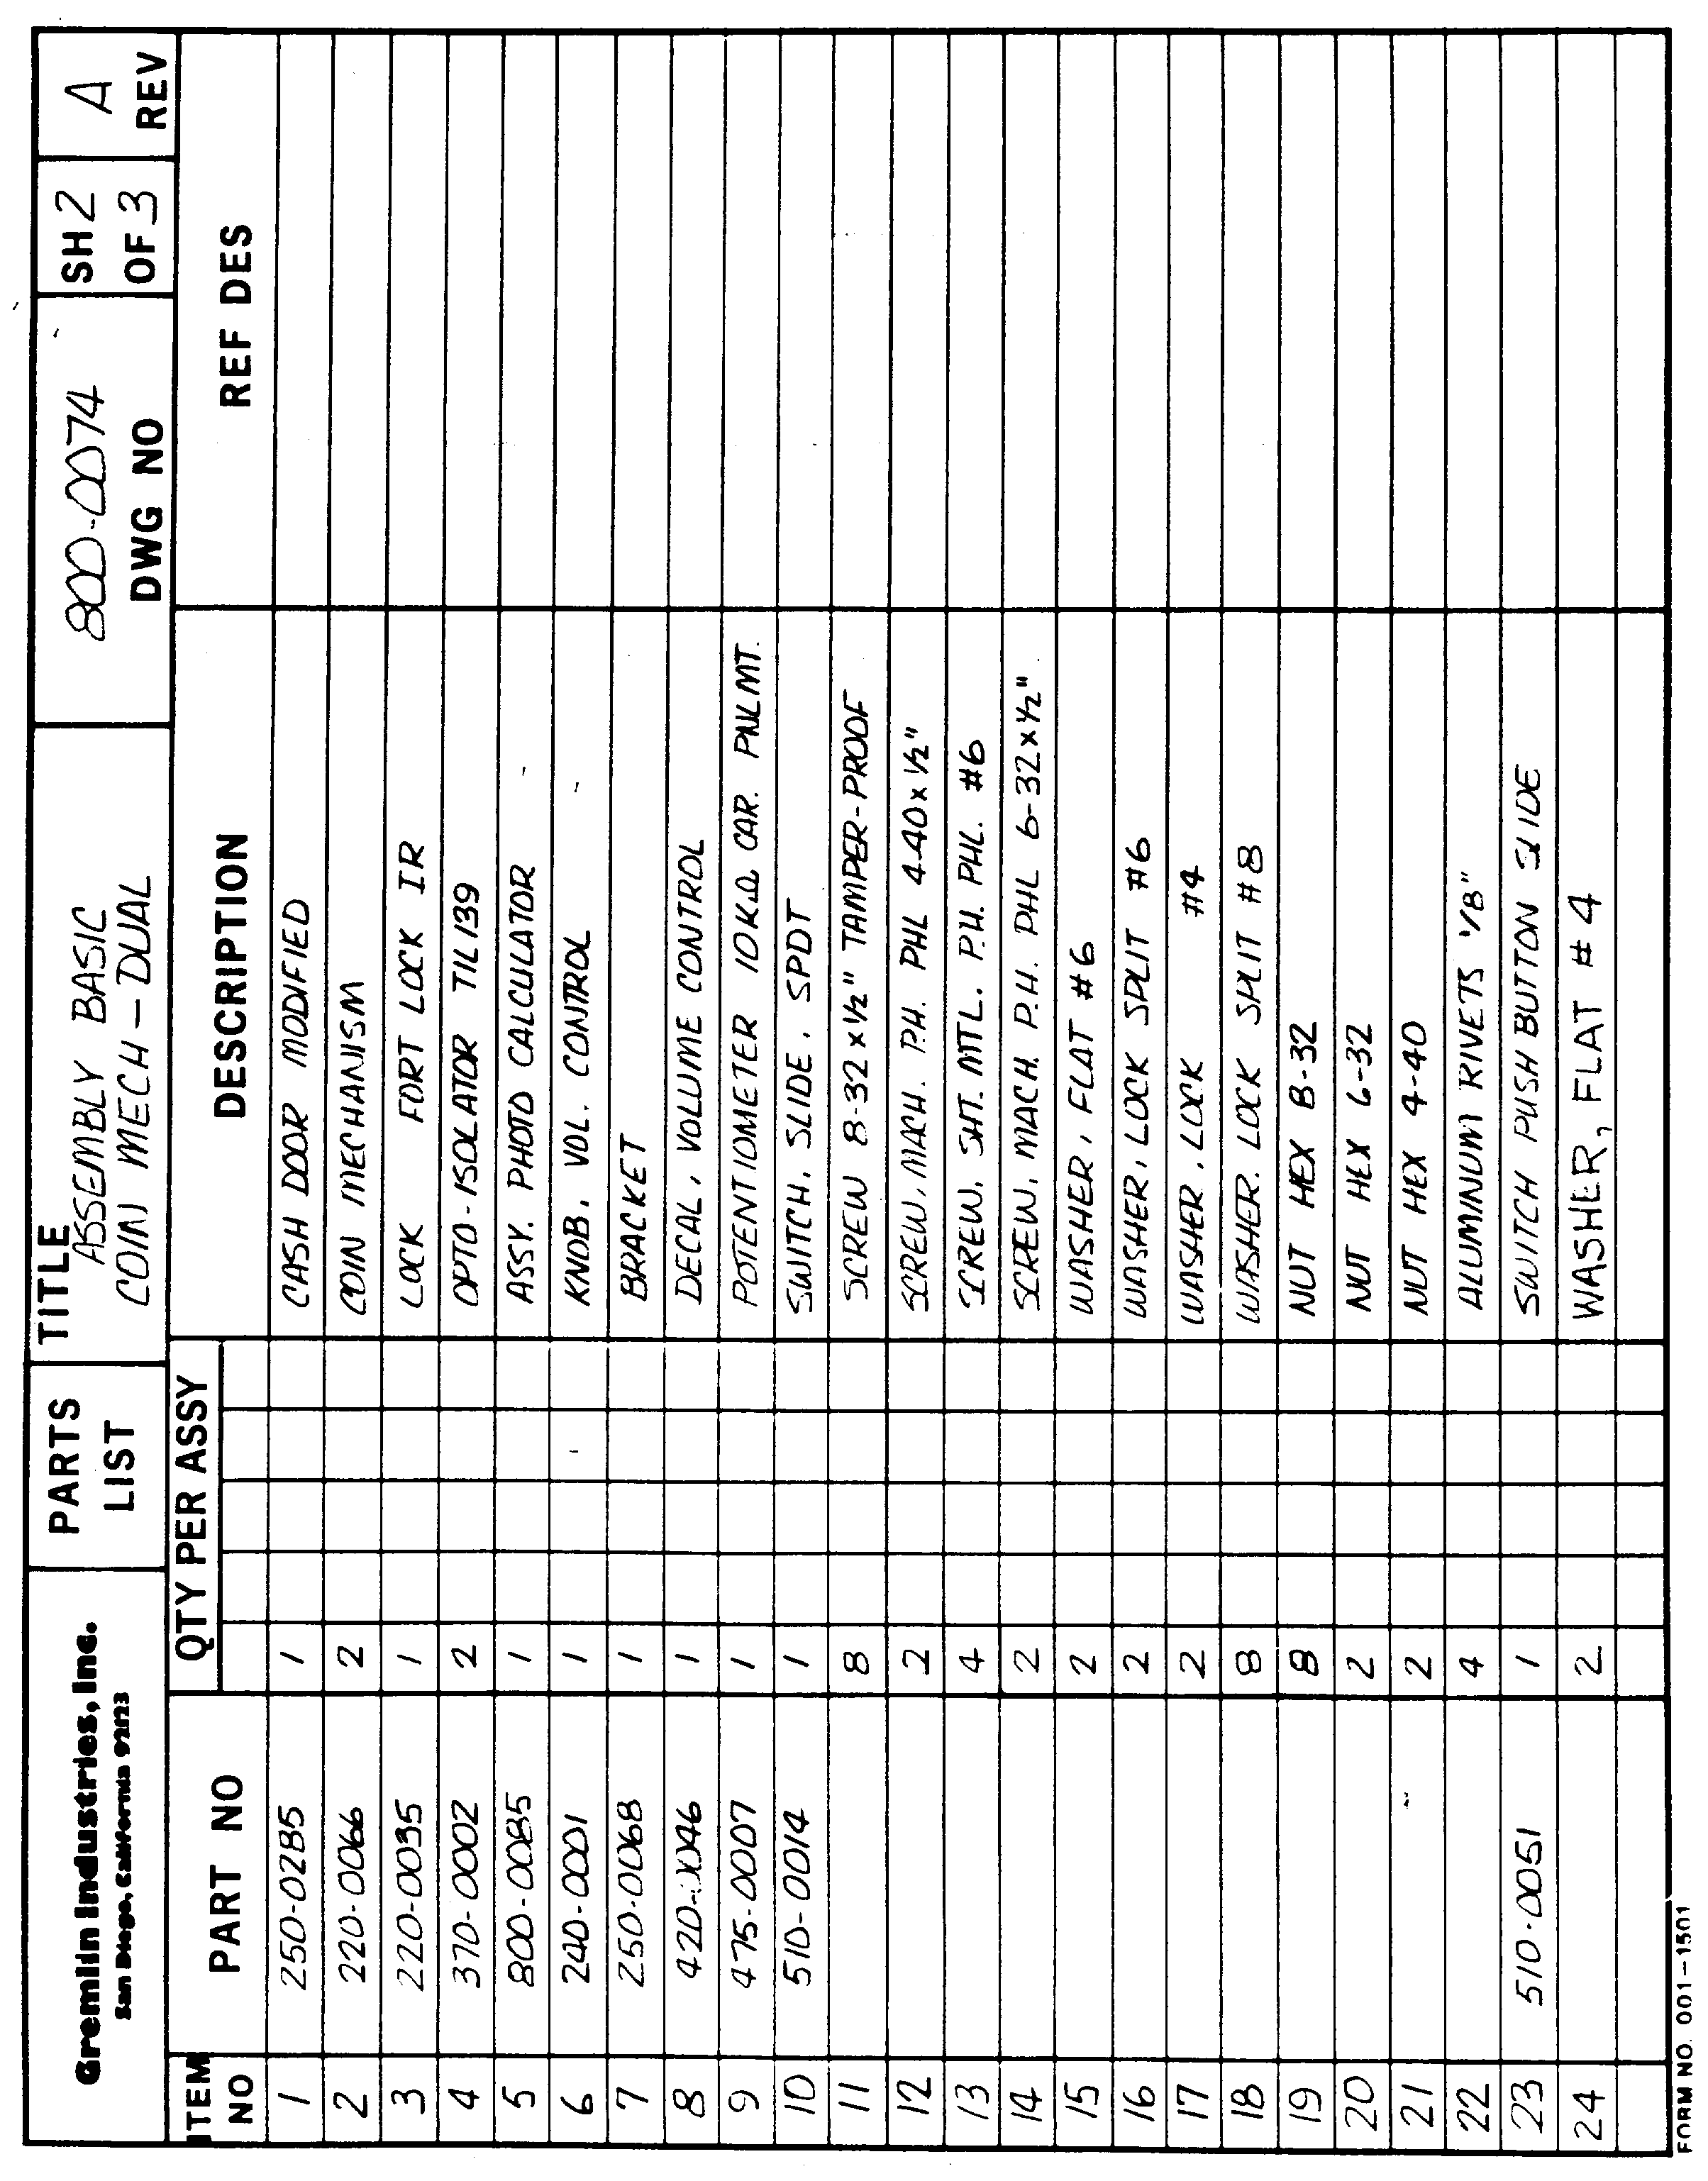 Gremlin Industries, Inc.
San Diego, California 92123
PARTS
LIST
TITLE
ASSEMBLY BASIC
COIN MECH - DUAL
800-0074
DWG NO
SH 2
OF 3
A
REV
ITEM NO PART NO QTY PER ASSY DESCRIPTION REF DES
1 250-0285 1 CASH DOOR MODIFIED
2 220-0066 2 COIN MECHANISM
3 220-0035 1 LOCK FORT LOCK IR
4 370-0002 2 OPTO-ISOLATOR TIL 139
5 800-0085 1 ASSY. PHOTO CALCULATOR
6 240-0001 1 KNOB, VOL. CONTROL
7 250-0068 1 BRACKET
8 420-0046 1 DECAL, VOLUME CONTROL
9 475-0007 1 POTENTIOMETER 10KΩ CAR. PNL MT.
10 510-0014 1 SWITCH, SLIDE, SPDT
11 8 SCREW 8-32 x 1/2" TAMPER-PROOF
12 2 SCREW, MACH. P.H. PHL 4-40 x 1/2"
13 4 SCREW, SHT. MTL. P.H. PHL. #6
14 2 SCREW, MACH. P.H. PHL 6-32 x 1/2"
15 2 WASHER, FLAT #6
16 2 WASHER, LOCK SPLIT #6
17 2 WASHER, LOCK #4
18 8 WASHER, LOCK SPLIT #8
19 8 NUT HEX 8-32
20 2 NUT HEX 6-32
21 2 NUT HEX 4-40
22 4 ALUMINUM RIVETS 1/8"
23 510-0051 1 SWITCH PUSH BUTTON SLIDE
24 2 WASHER, FLAT #4
FORM NO. 001-1501